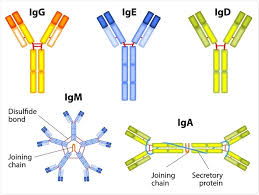 IgG
IgE
IgD
Disulfide
bond
IgM
IgA
Joining
chain
Joining
chain
Secretory
protein